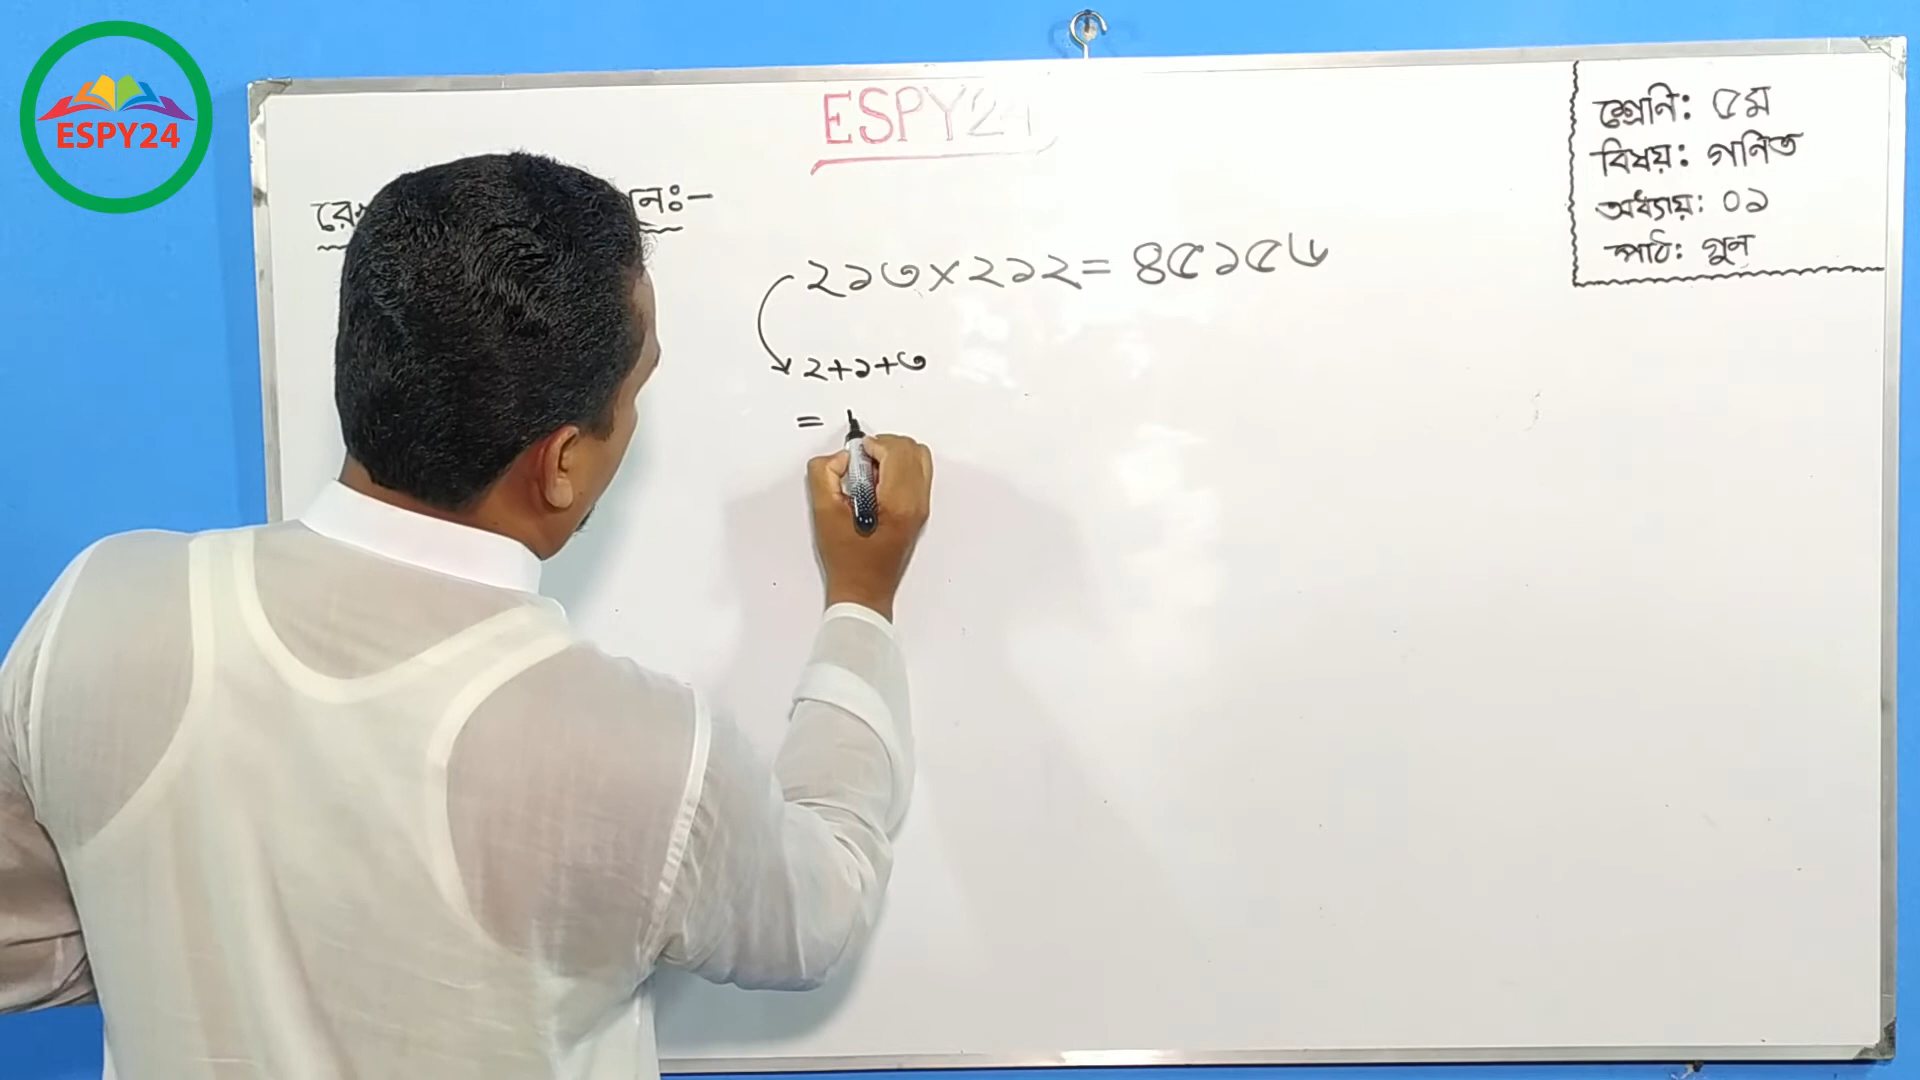 ESPY24
ESPY24
শ্রেণি: ৫ম
বিষয়: গনিত
অধ্যায়: ০১
পাঠ: গুন
২১৩×২১২= ৪৫১৫৬
২+১+৩
=